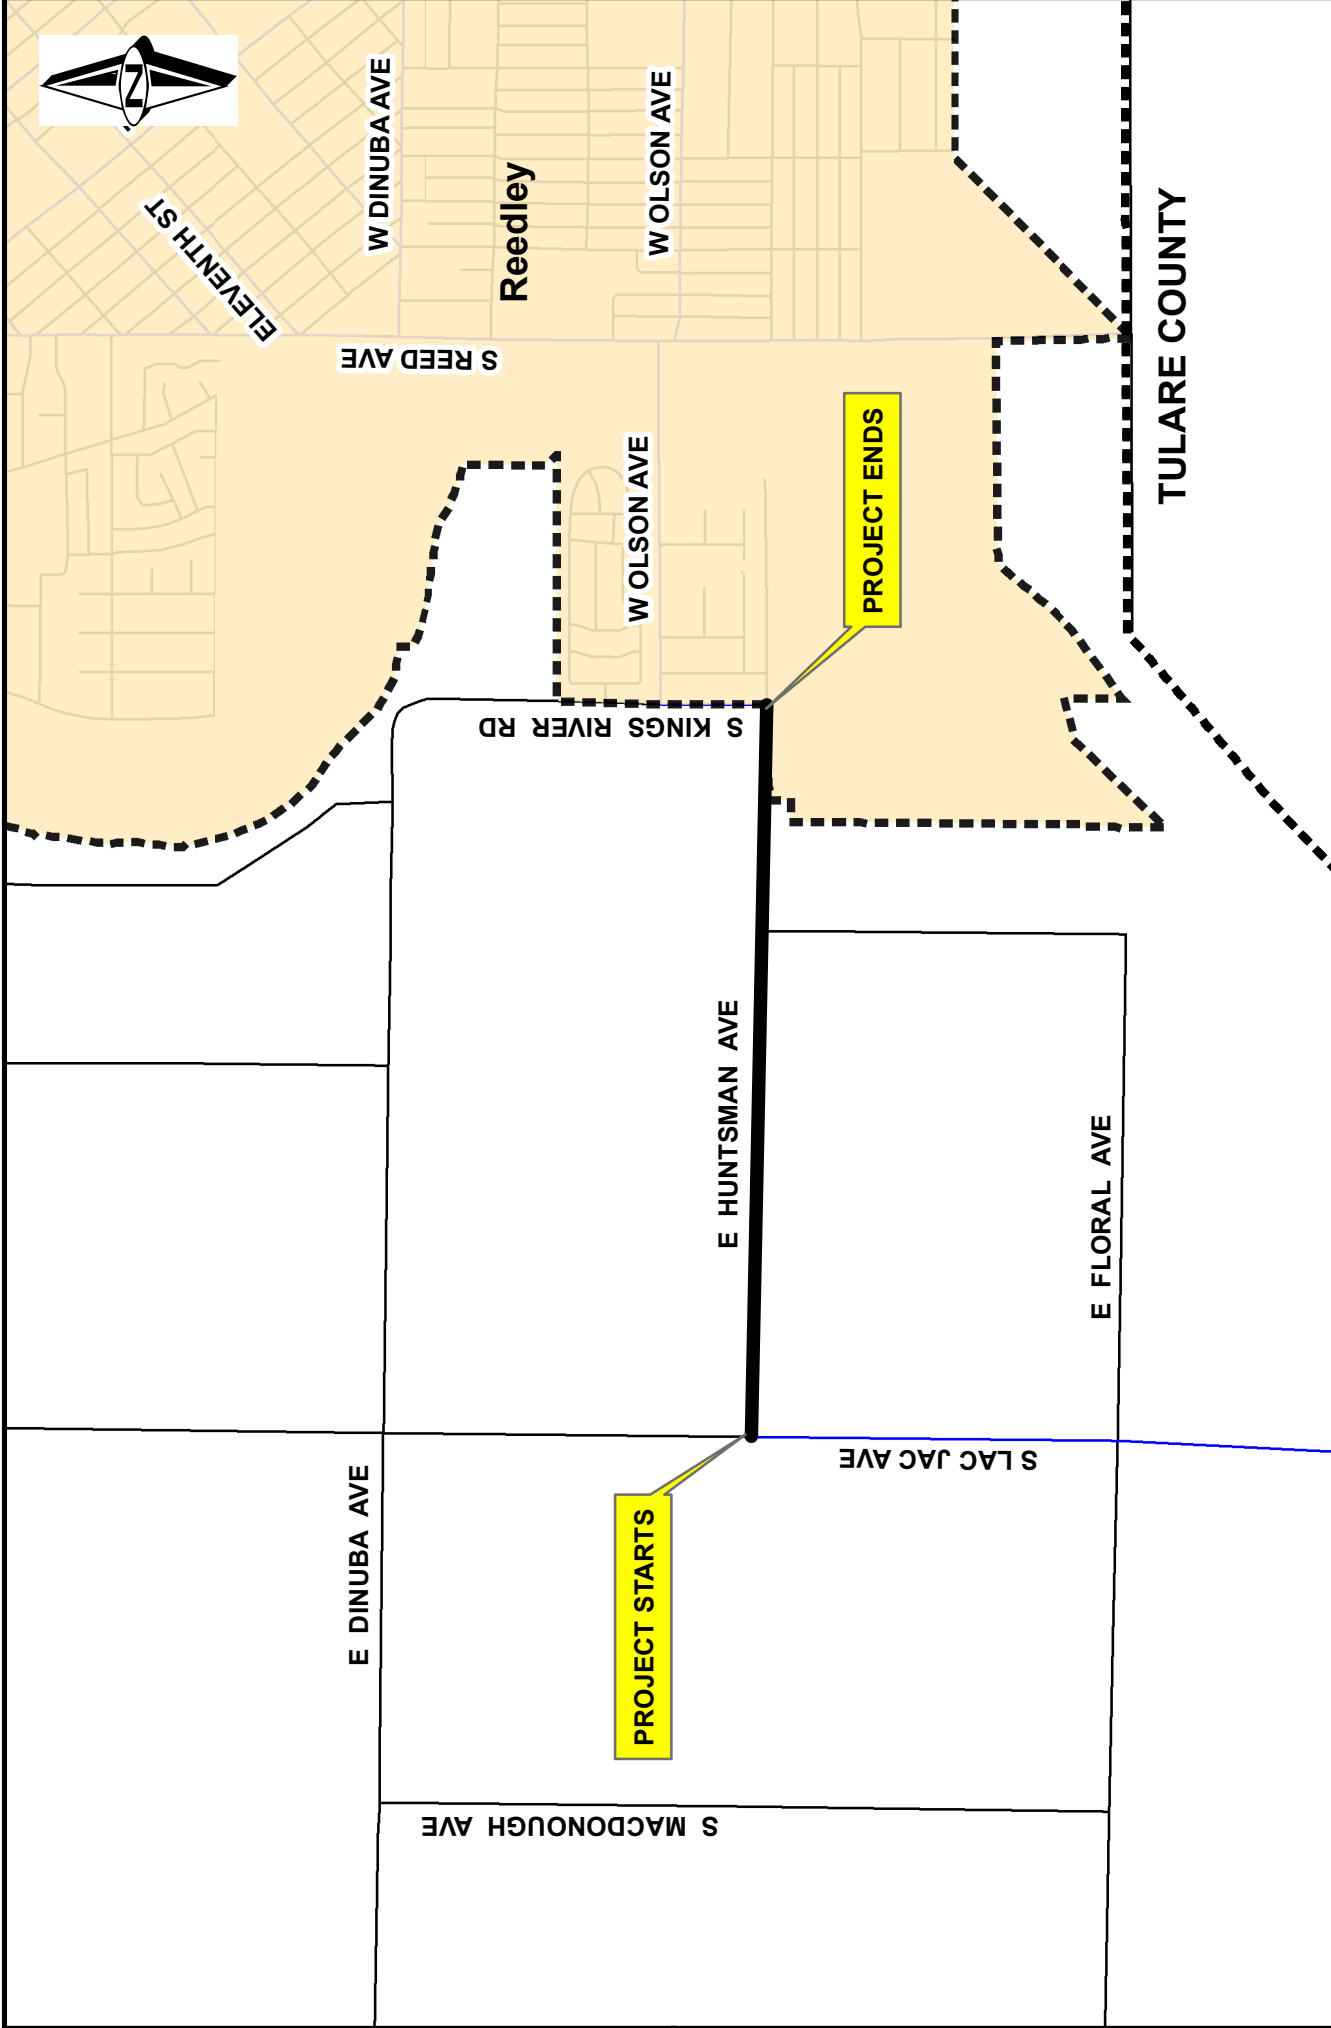 N
ELEVENTH ST
W DINUBA AVE
Reedley
W OLSON AVE
S REED AVE
W OLSON AVE
PROJECT ENDS
TULARE COUNTY
S KINGS RIVER RD
E HUNTSMAN AVE
E FLORAL AVE
E DINUBA AVE
PROJECT STARTS
S LAC JAC AVE
S MACDONOUGH AVE